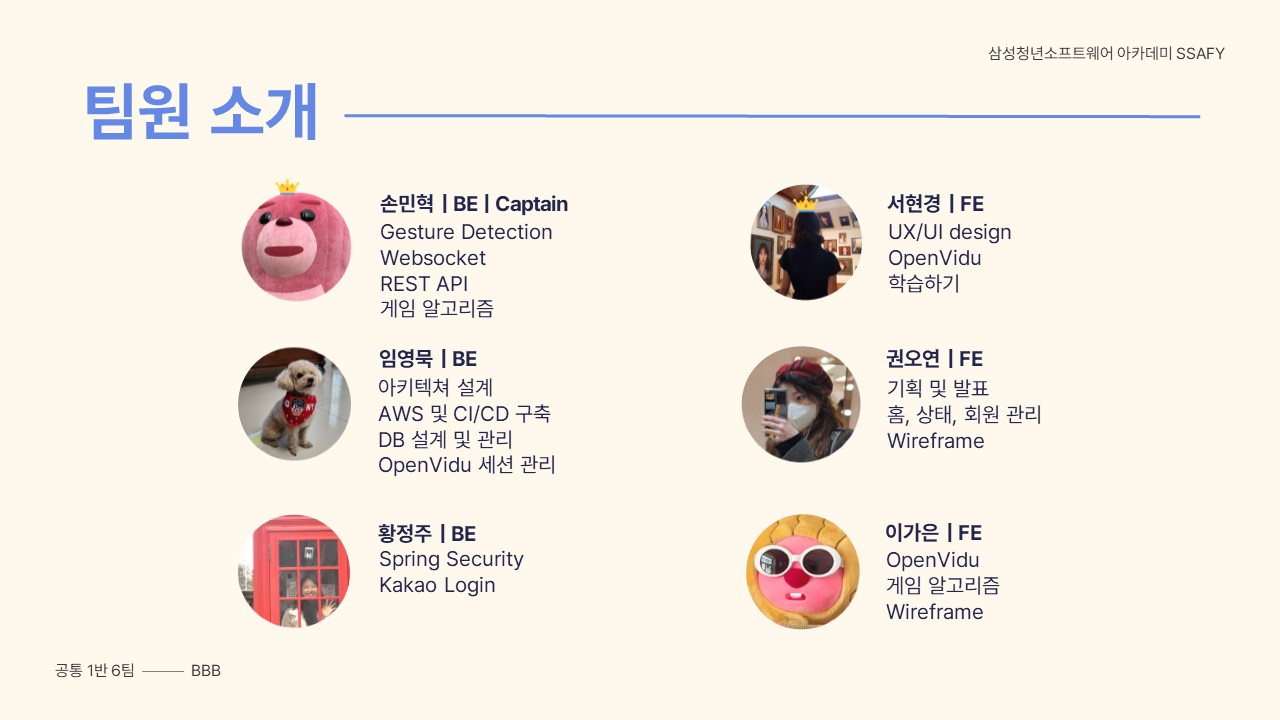 삼성청년소프트웨어 아카데미 SSAFY
팀원 소개
손민혁 | BE | Captain
Gesture Detection
Websocket
REST API
게임 알고리즘
서현경 | FE
UX/UI design
OpenVidu
학습하기
임영묵 | BE
아키텍쳐 설계
AWS 및 CI/CD 구축
DB 설계 및 관리
OpenVidu 세션 관리
권오연 | FE
기획 및 발표
홈, 상태, 회원 관리
Wireframe
황정주 | BE
Spring Security
Kakao Login
이가은 | FE
OpenVidu
게임 알고리즘
Wireframe
공통 1반 6팀 ——— BBB